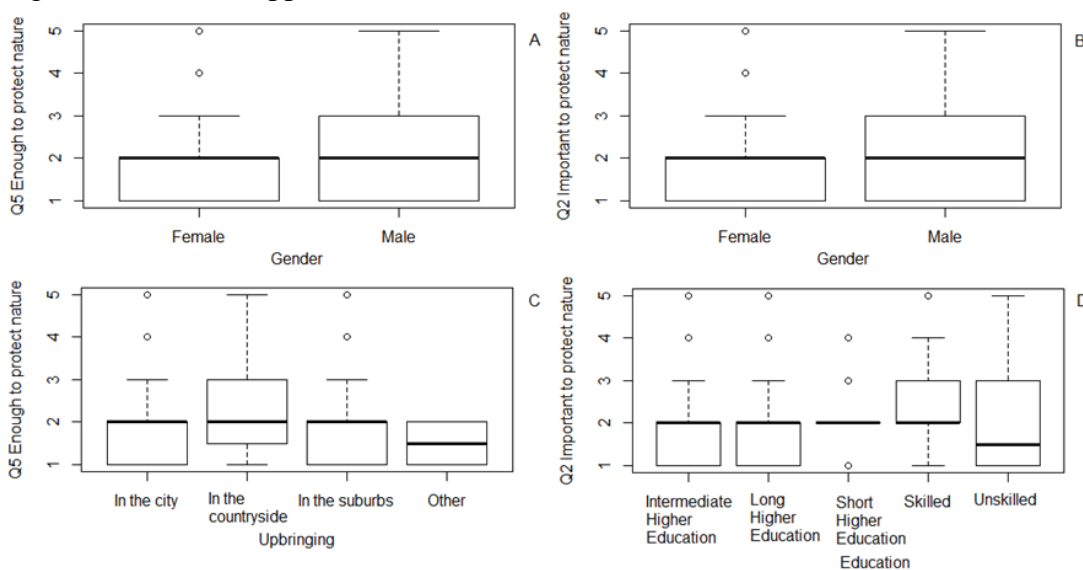 A
Q5 Enough to protect nature
5
4
3
2
1
Female
Male
Gender
B
Q2 Important to protect nature
5
4
3
2
1
Female
Male
Gender
C
Q5 Enough to protect nature
5
4
3
2
1
In the city
In the
countryside
In the suburbs
Other
Upbringing
D
Q2 Important to protect nature
5
4
3
2
1
Intermediate
Higher
Education
Long
Higher
Education
Short
Higher
Education
Skilled
Unskilled
Education